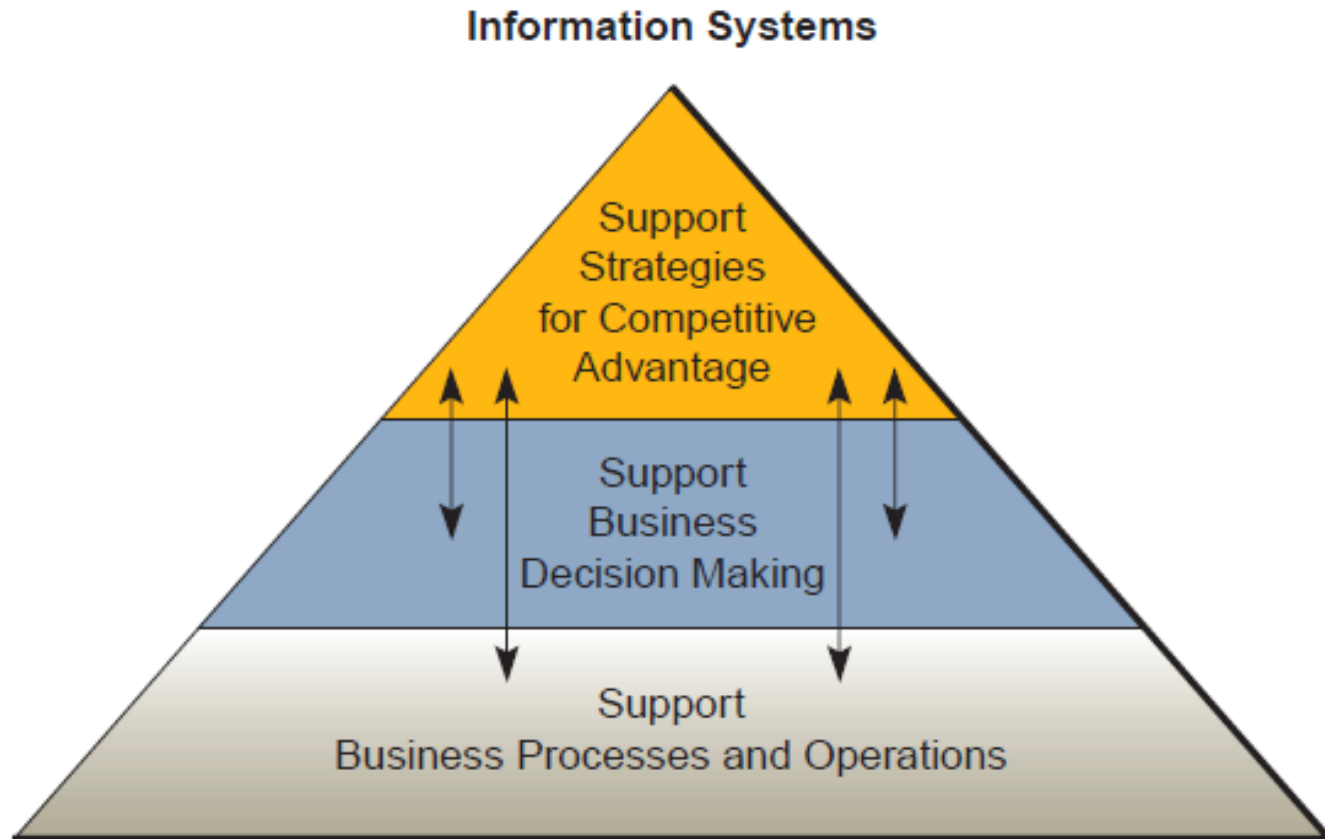 Information Systems
Support
Strategies
for Competitive
Advantage
Support
Business
Decision Making
Support
Business Processes and Operations